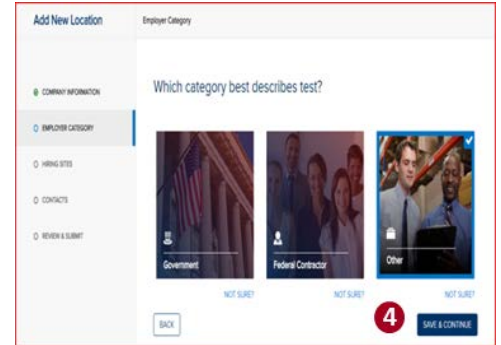 Add New Location
Employer Category
COMPANY INFORMATION
EMPLOYER CATEGORY
HIRING SITES
CONTACTS
REVIEW & SUBMIT
Which category best describes test?
Government
Federal Contractor
Other
NOT SURE?
NOT SURE?
NOT SURE?
BACK
4
SAVE & CONTINUE